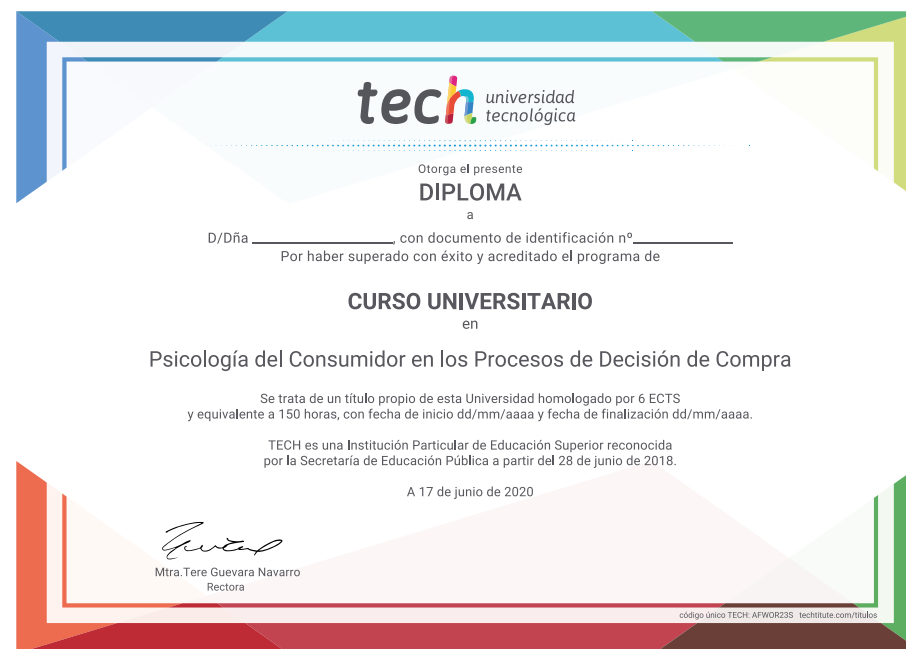 tech universidad
tecnológica
Otorga el presente
DIPLOMA
a
D/Dña ________________, con documento de identificación nº____________
Por haber superado con éxito y acreditado el programa de
CURSO UNIVERSITARIO
en
Psicología del Consumidor en los Procesos de Decisión de Compra
Se trata de un título propio de esta Universidad homologado por 6 ECTS
y equivalente a 150 horas, con fecha de inicio dd/mm/aaaa y fecha de finalización dd/mm/aaaa.
TECH es una Institución Particular de Educación Superior reconocida
por la Secretaría de Educación Pública a partir del 28 de junio de 2018.
A 17 de junio de 2020
Mtra.Tere Guevara Navarro
Rectora
código único TECH: AFWOR23S techtitute.com/titulos